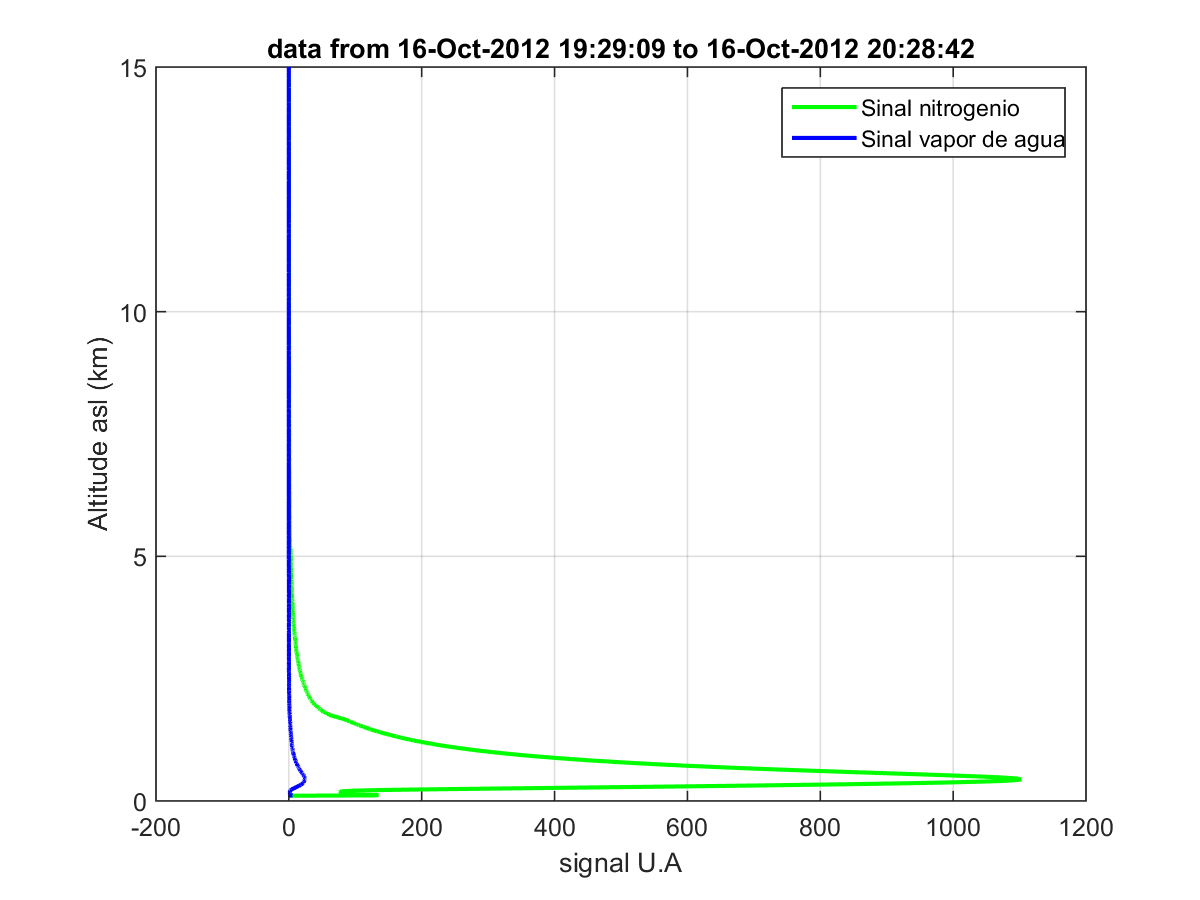 data from 16-Oct-2012 19:29:09 to 16-Oct-2012 20:28:42
15
Sinal nitrogenio
Sinal vapor de agua
10
Altitude asl (km)
5
0
-200 0 200 400 600 800 1000 1200
signal U.A